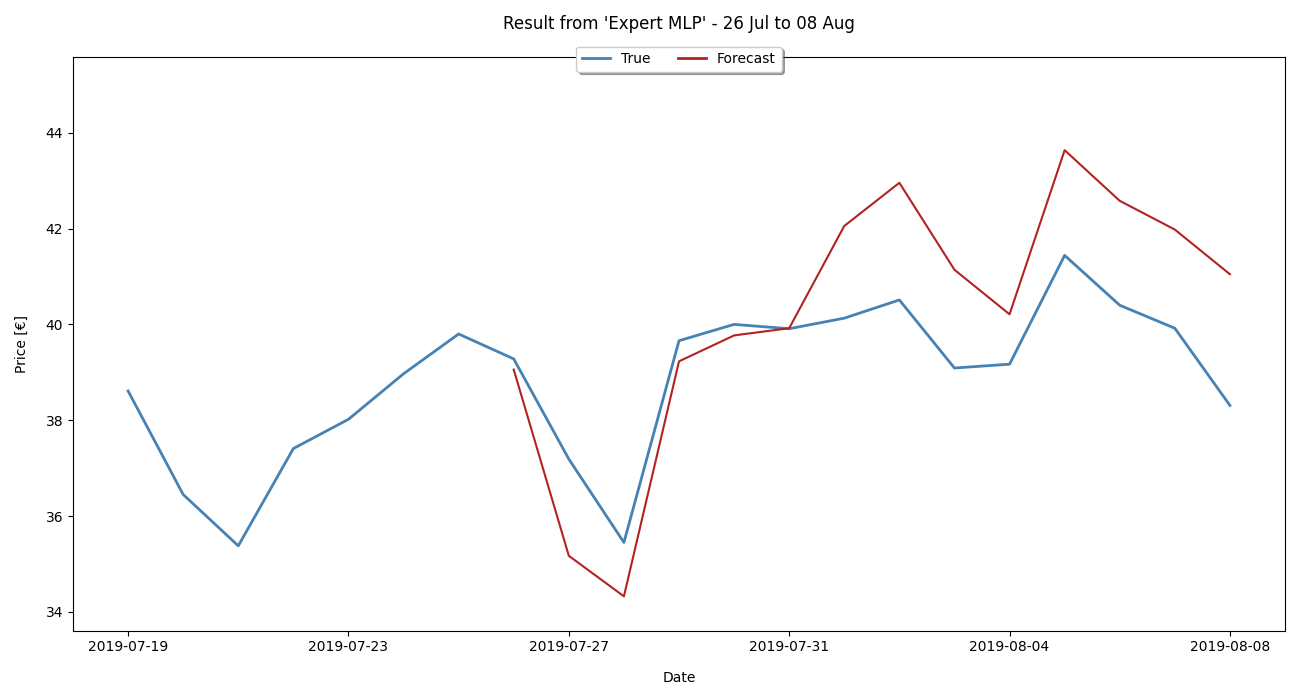 Result from 'Expert MLP' - 26 Jul to 08 Aug
True Forecast
44
42
40
38
36
34
Price [€]
2019-07-19 2019-07-23 2019-07-27 2019-07-31 2019-08-04 2019-08-08
Date